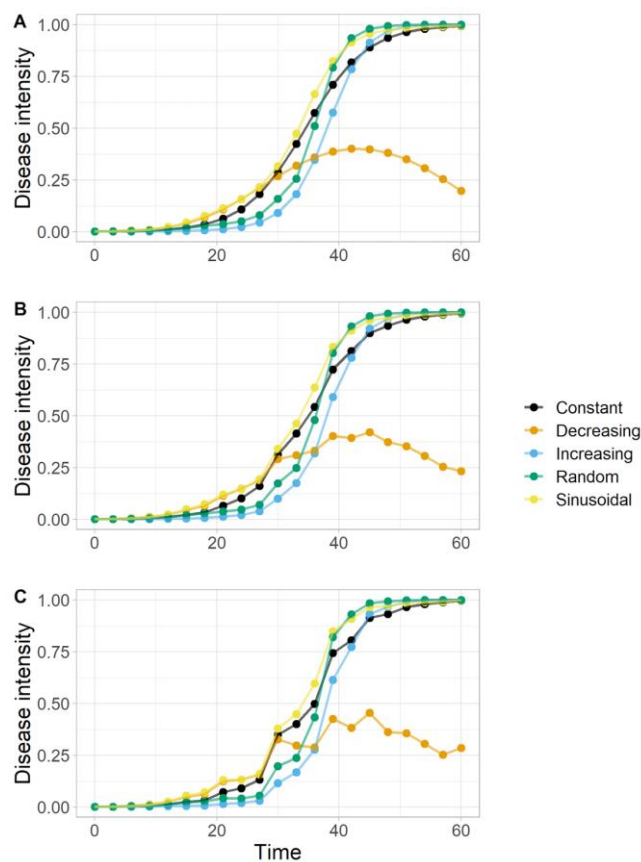 A
Disease intensity
1.00
0.75
0.50
0.25
0.00
0 20 40 60
B
Disease intensity
1.00
0.75
0.50
0.25
0.00
0 20 40 60
Constant
Decreasing
Increasing
Random
Sinusoidal
C
Disease intensity
1.00
0.75
0.50
0.25
0.00
0 20 40 60
Time